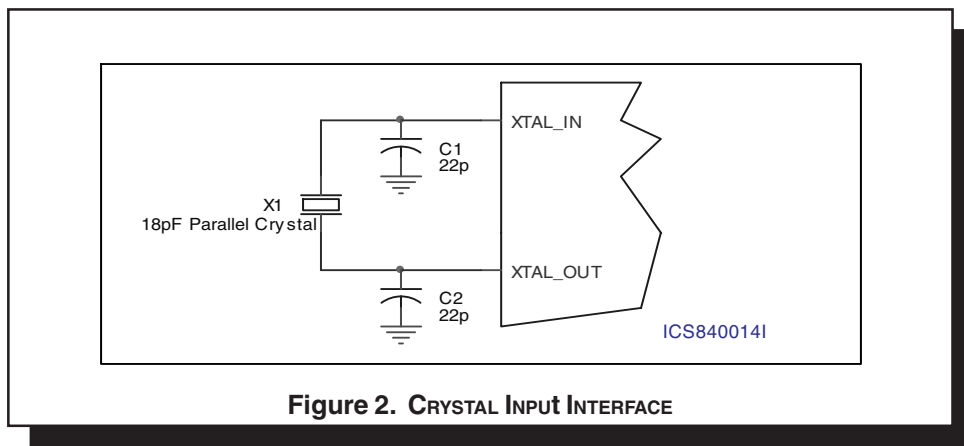 XTAL_IN
C1
22p
X1
18pF Parallel Crystal
XTAL_OUT
C2
22p
ICS840014I
Figure 2. CRYSTAL INPUt INTERFACE